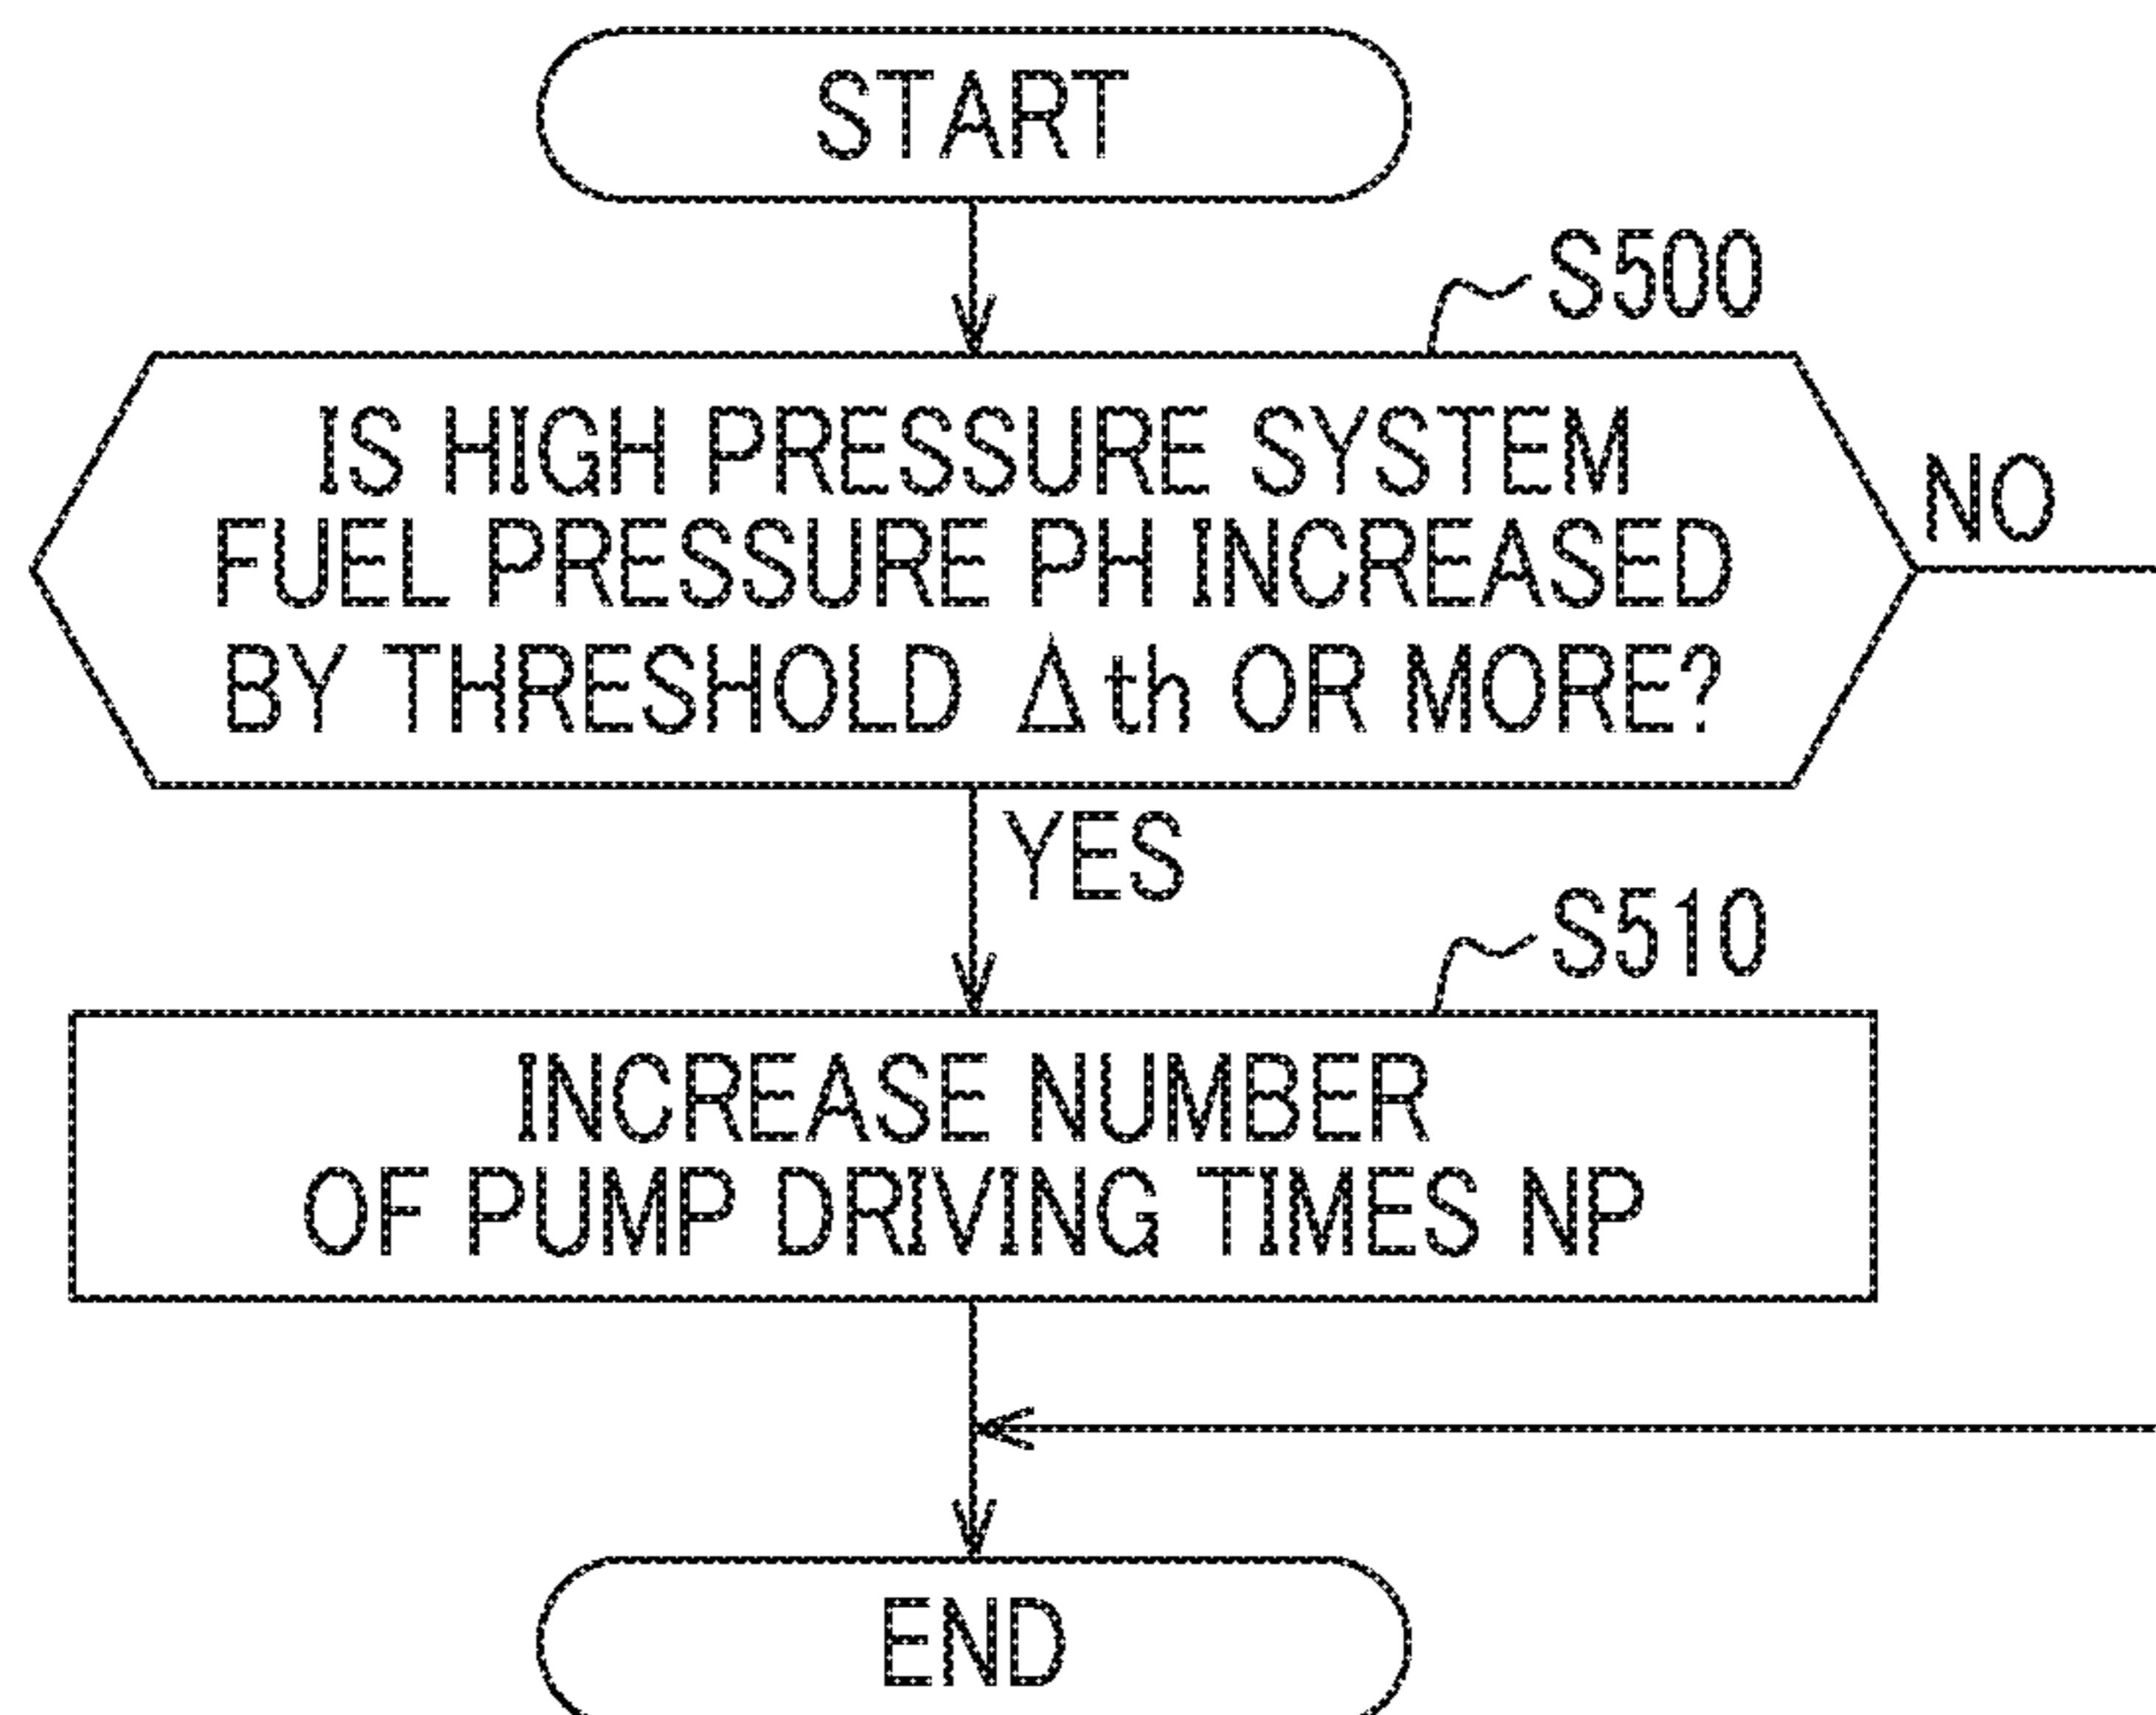 START
S500
IS HIGH PRESSURE SYSTEM
FUEL PRESSURE PH INCREASED
BY THRESHOLD Δth OR MORE?
NO
YES
S510
INCREASE NUMBER
OF PUMP DRIVING TIMES NP
END